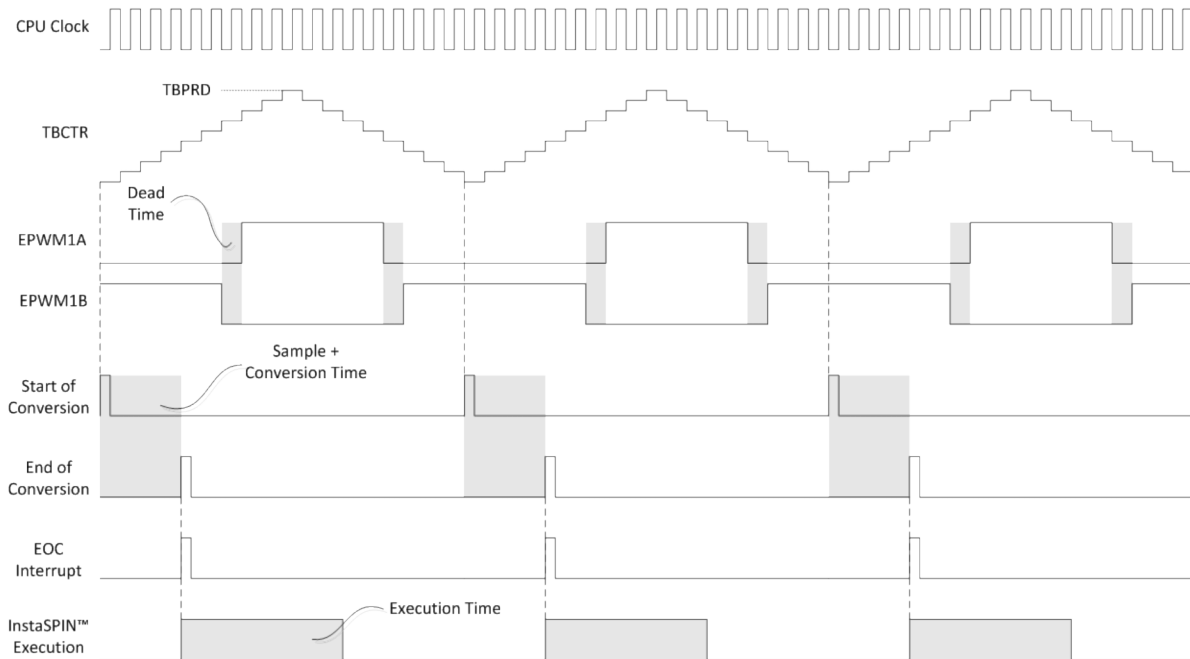 CPU Clock
TBPRD
TBCTR
Dead
Time
EPWM1A
EPWM1B
Sample +
Conversion Time
Start of
Conversion
End of
Conversion
EOC
Interrupt
Execution Time
InstaSPIN™
Execution